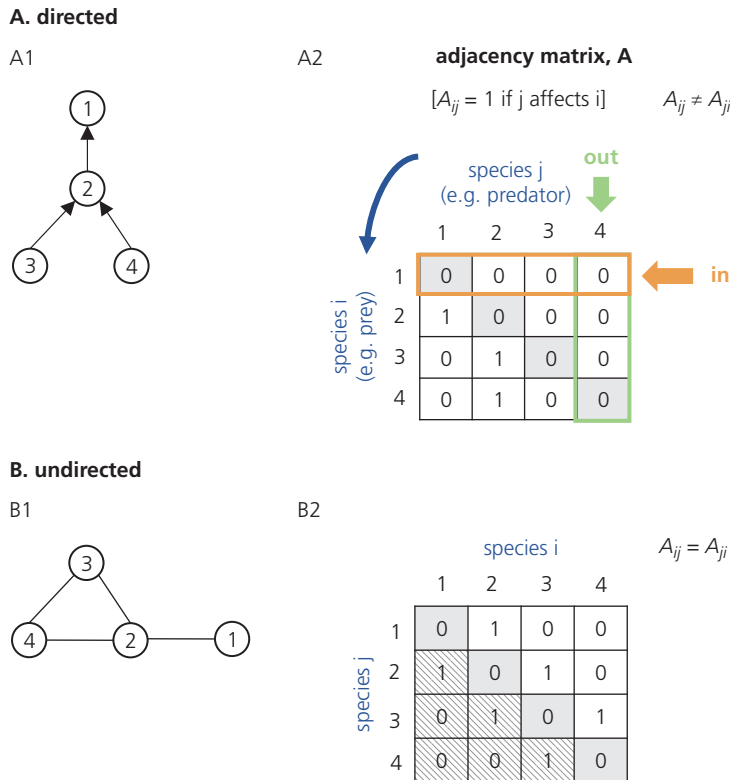 A. directed
A1
A2
adjacency matrix, A
[Aij = 1 if j affects i]
Aij ≠ Aji
1
2
3
4
out
species j
(e.g. predator)
1 2 3 4
in
species i
(e.g. prey)
1 0 0 0 0
2 1 0 0 0
3 0 1 0 0
4 0 1 0 0
B. undirected
B1
B2
3
4 2 1
species i
Aij = Aji
1 2 3 4
species j
1 0 1 0 0
2 1 0 1 0
3 0 1 0 1
4 0 0 1 0